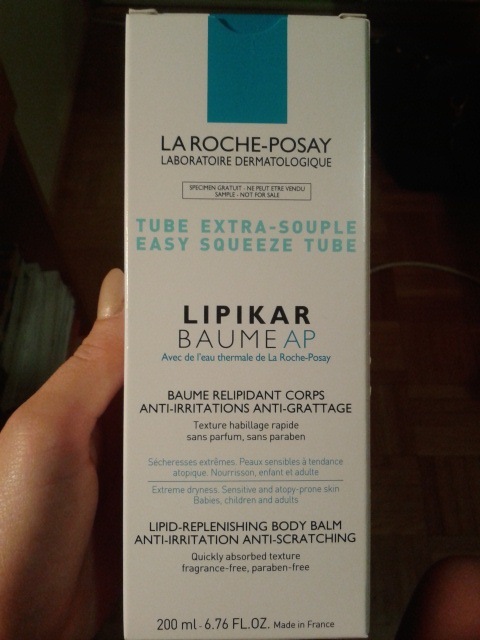 LA ROCHE-POSAY
LABORATOIRE DERMATOLOGIQUE
SPECIMEN GRATUIT - NE PEUT ETRE VENDU
SAMPLE - NOT FOR SALE
TUBE EXTRA-SOUPLE
EASY SQUEEZE TUBE
LIPIKAR
BAUME AP
Avec de l'eau thermale de La Roche-Posay
BAUME RELIPIDANT CORPS
ANTI-IRRITATIONS ANTI-GRATTAGE
Texture habillage rapide
sans parfum, sans paraben
Sécheresses extrêmes. Peaux sensibles à tendance
atopique. Nourrisson, enfant et adulte
Extreme dryness. Sensitive and atopy-prone skin
Babies, children and adults
LIPID-REPLENISHING BODY BALM
ANTI-IRRITATION ANTI-SCRATCHING
Quickly absorbed texture
fragrance-free, paraben-free
200 ml - 6.76 FL.OZ. Made in France